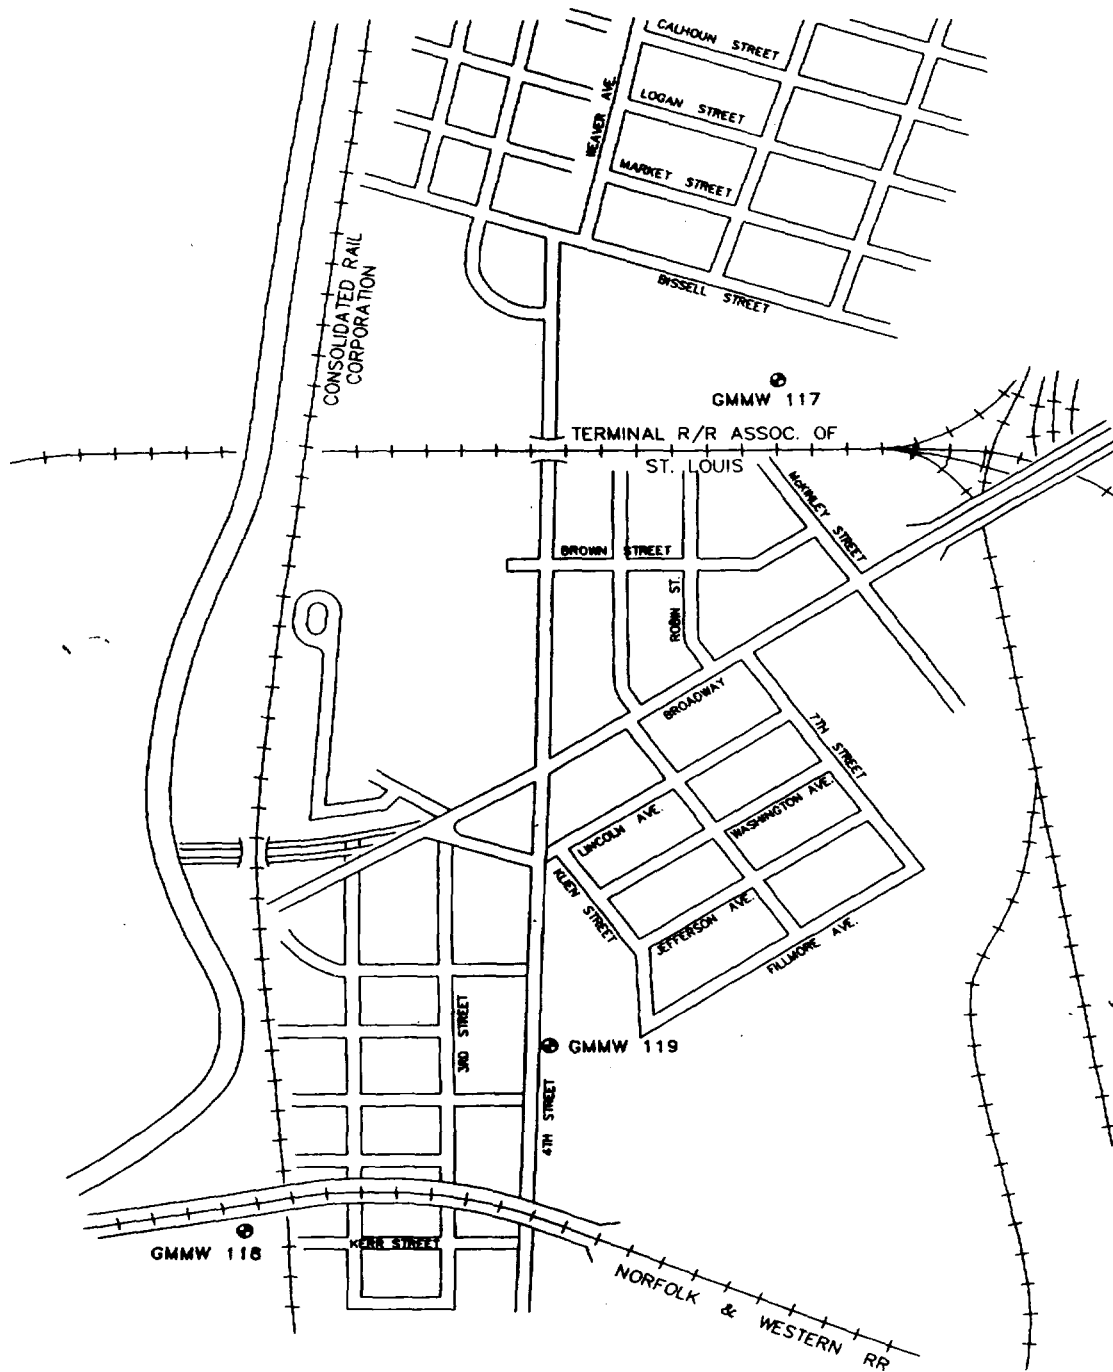 CALHOUN STREET
LOGAN STREET
WEAVER AVE.
MARKET STREET
BISSELL STREET
CONSOLIDATED RAIL
CORPORATION
GMMW 117
TERMINAL R/R ASSOC. OF
ST. LOUIS
McKINLEY STREET
BROWN STREET
ROBIN ST.
BROADWAY
7TH STREET
WASHINGTON AVE.
LINCOLN AVE.
KLIEN STREET
JEFFERSON AVE.
FILLMORE AVE.
3RD STREET
GMMW 119
4TH STREET
GMMW 118
KERR STREET
NORFOLK & WESTERN RR